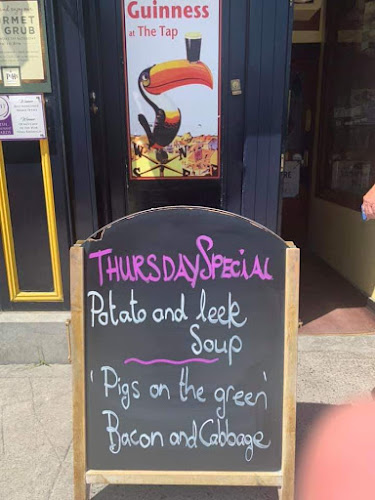 Guinness
at The Tap
RMET
GRUB
THURSDAY SPECIAL
Potato and leek
Soup
'Pigs on the green'
Bacon and Cabbage